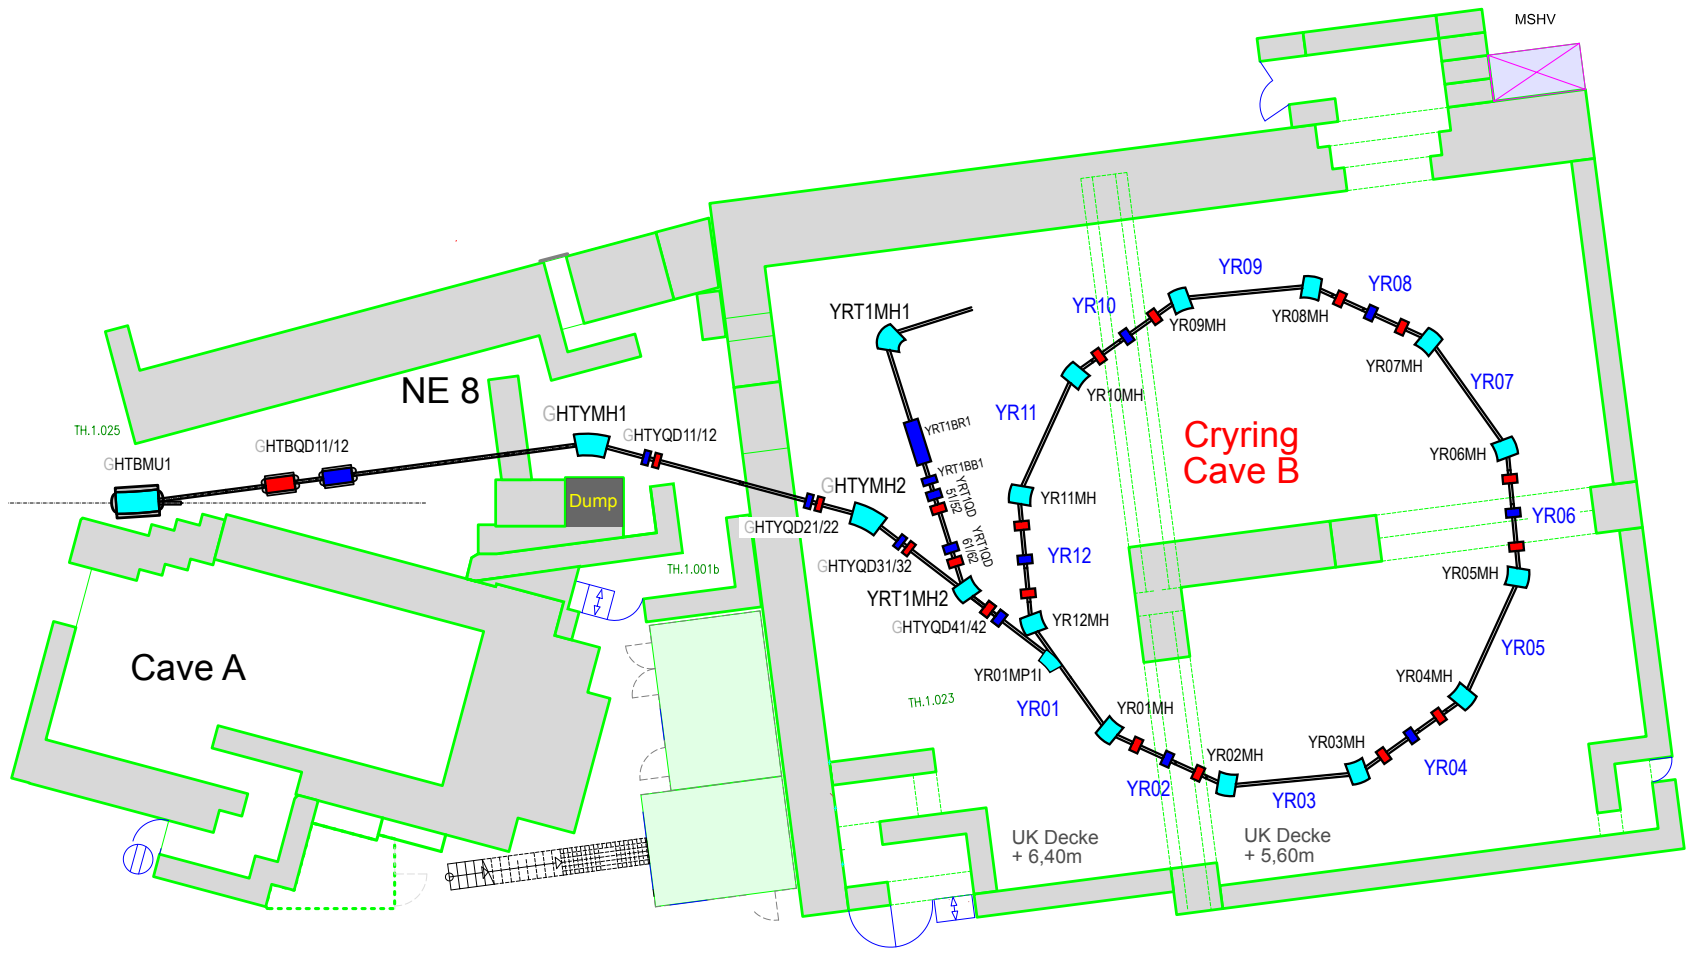 MSHV
YR09
YR08
YR10
YRT1MH1
YR09MH
YR08MH
YR07MH
YR07
NE 8
YR10MH
YR11
GHTYMH1
TH.1.025
GHTBQD11/12
GHTYQD11/12
YRT1BR1
Cryring
Cave B
YR06MH
GHTBMU1
YRT1BB1
GHTYMH2
YRT1QD
51/52
YR11MH
Dump
GHTYQD21/22
YR06
YRT1QD
61/62
YR12
GHTYQD31/32
TH.1.001b
YR05MH
YRT1MH2
GHTYQD41/42
YR12MH
Cave A
YR01MP1I
YR05
YR04MH
TH.1.023
YR01
YR01MH
YR03MH
YR02MH
YR04
YR02
YR03
UK Decke
+ 6,40m
UK Decke
+ 5,60m